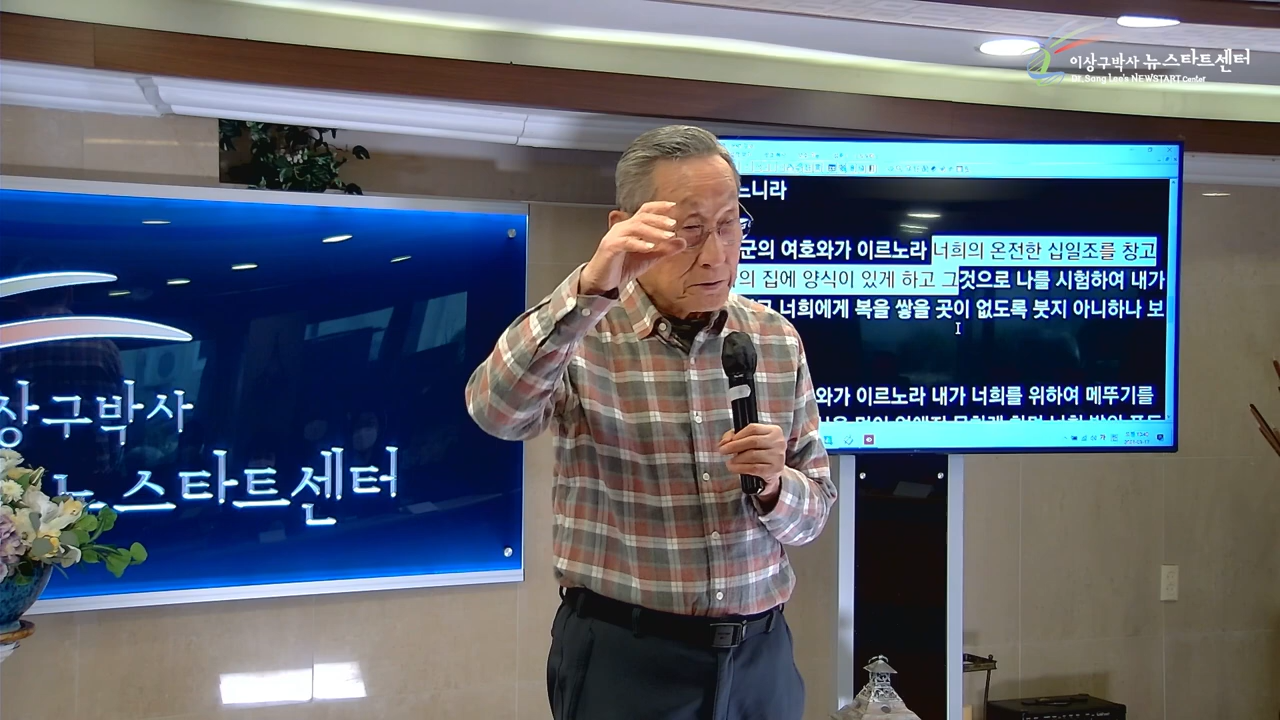 이상구박사 뉴스타트센터
Dr. Sang Lee's NEWSTART Center
느니라
군의 여호와가 이르노라 너희의 온전한 십일조를 창고
의 집에 양식이 있게 하고 그것으로 나를 시험하여 내가
너희에게 복을 쌓을 곳이 없도록 붓지 아니하나 보
와가 이르노라 내가 너희를 위하여 메뚜기를
상구박사
뉴스타트센터